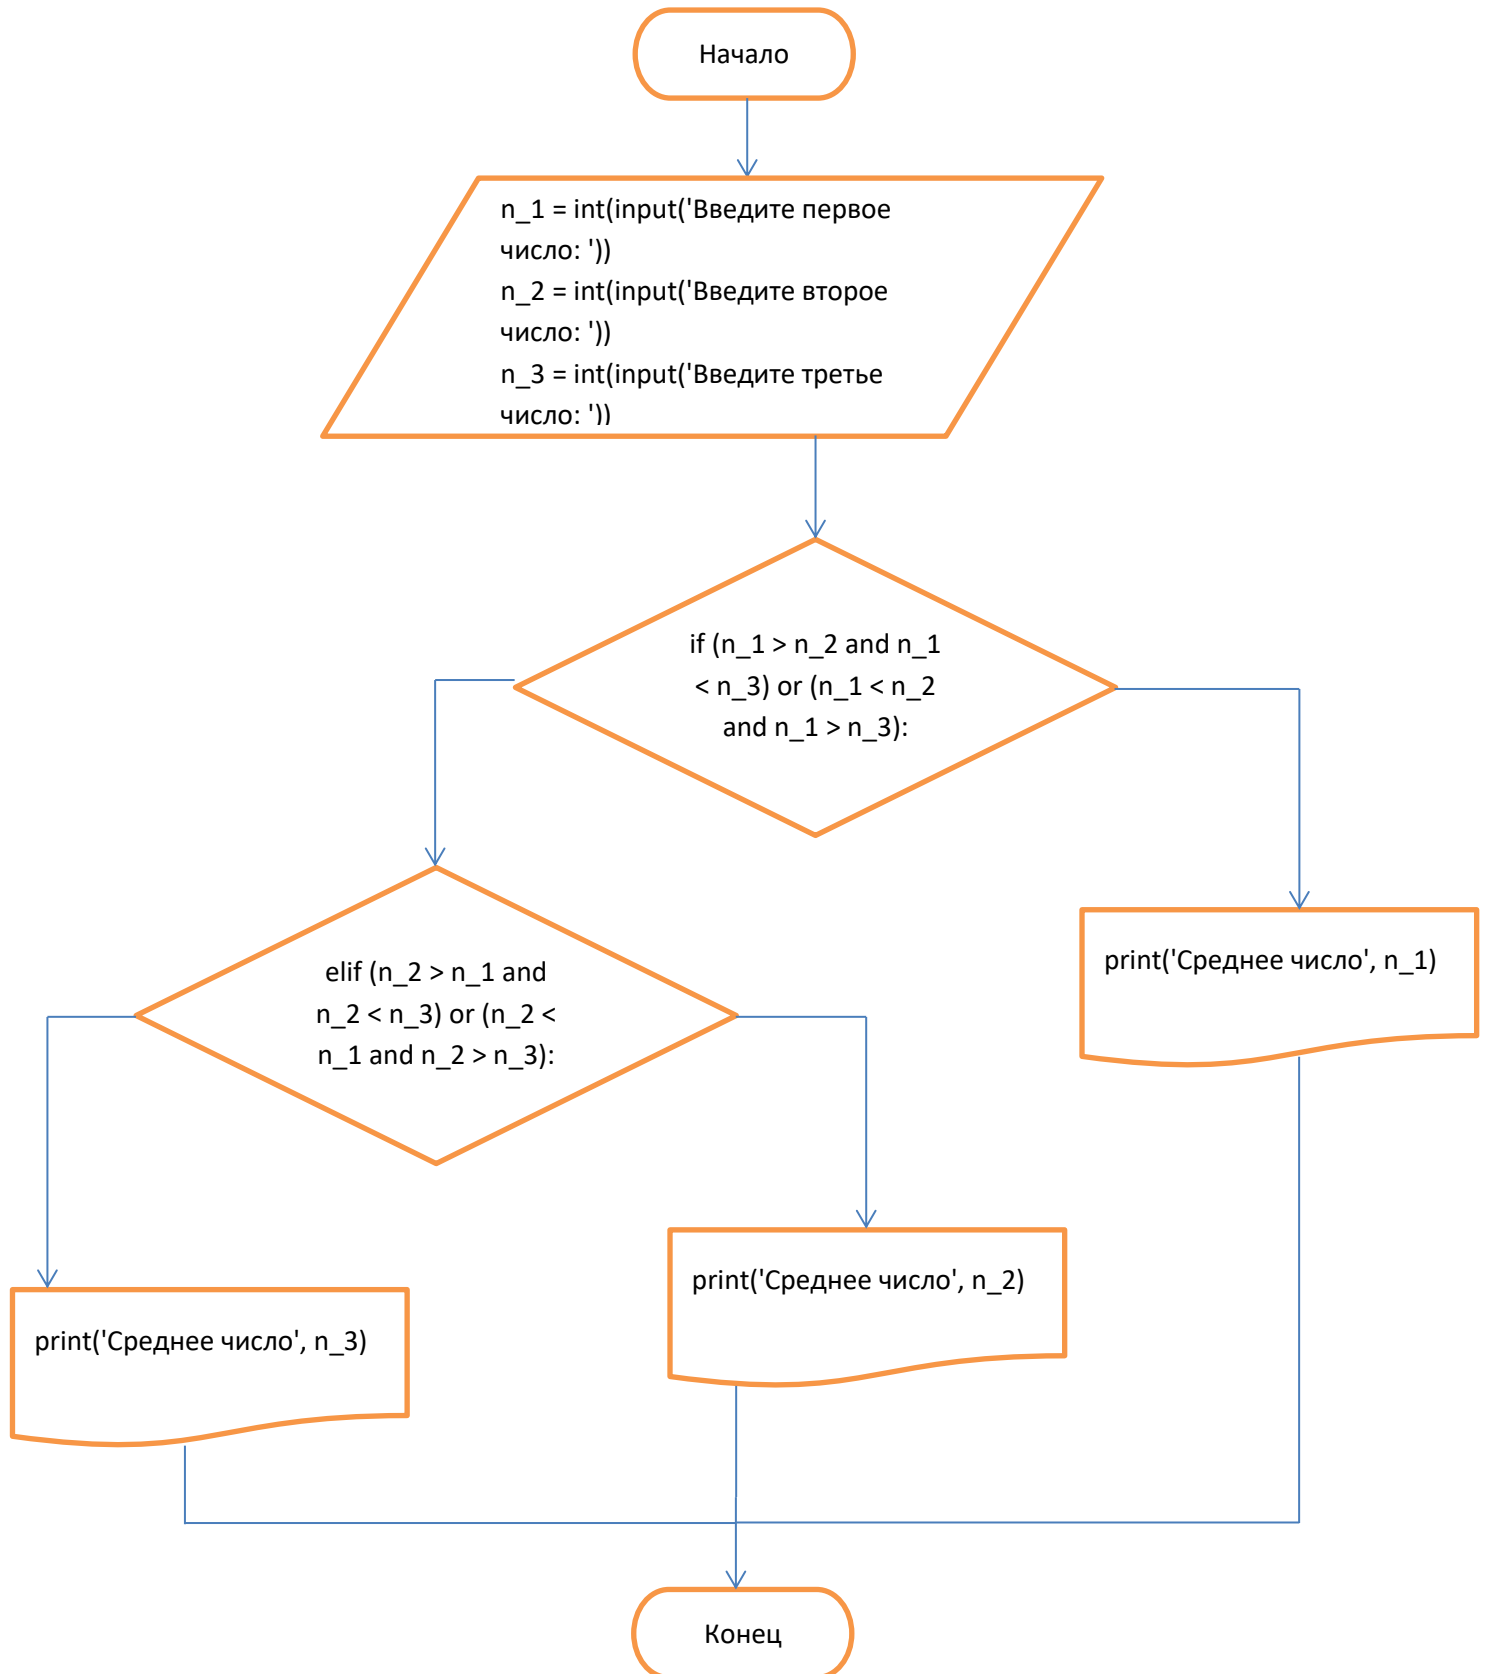 Начало
n_1 = int(input('Введите первое
число: '))
n_2 = int(input('Введите второе
число: '))
n_3 = int(input('Введите третье
число: '))
if (n_1 > n_2 and n_1
< n_3) or (n_1 < n_2
and n_1 > n_3):
elif (n_2 > n_1 and
n_2 < n_3) or (n_2 <
n_1 and n_2 > n_3):
print('Среднее число', n_1)
print('Среднее число', n_2)
print('Среднее число', n_3)
Конец